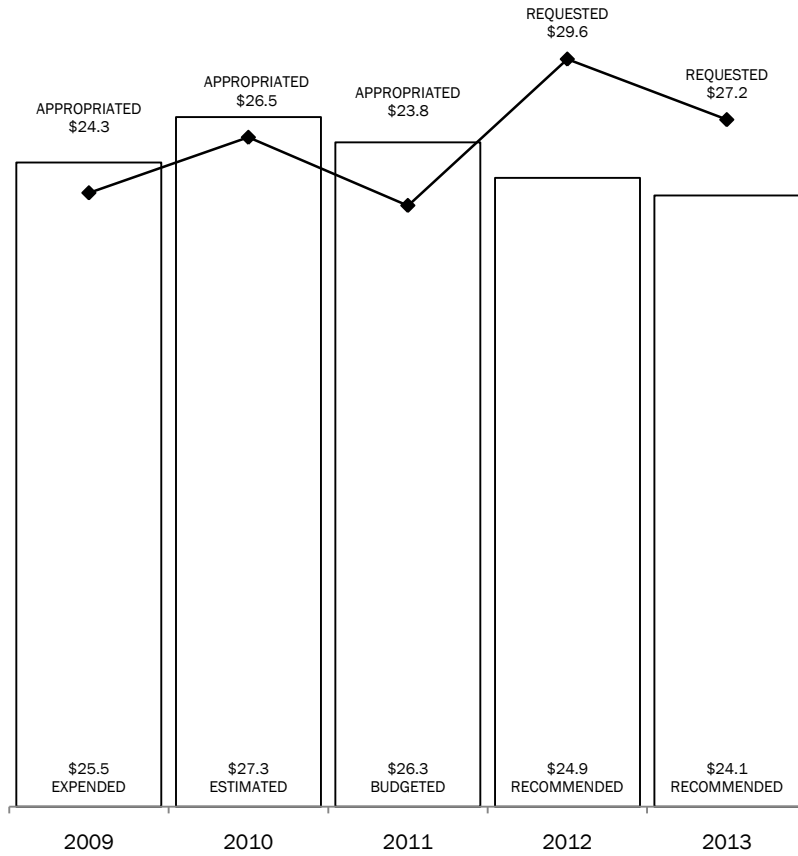 REQUESTED
$29.6
REQUESTED
$27.2
APPROPRIATED
$26.5
APPROPRIATED
$23.8
APPROPRIATED
$24.3
$25.5
EXPENDED
$27.3
ESTIMATED
$26.3
BUDGETED
$24.9
RECOMMENDED
$24.1
RECOMMENDED
2009
2010
2011
2012
2013